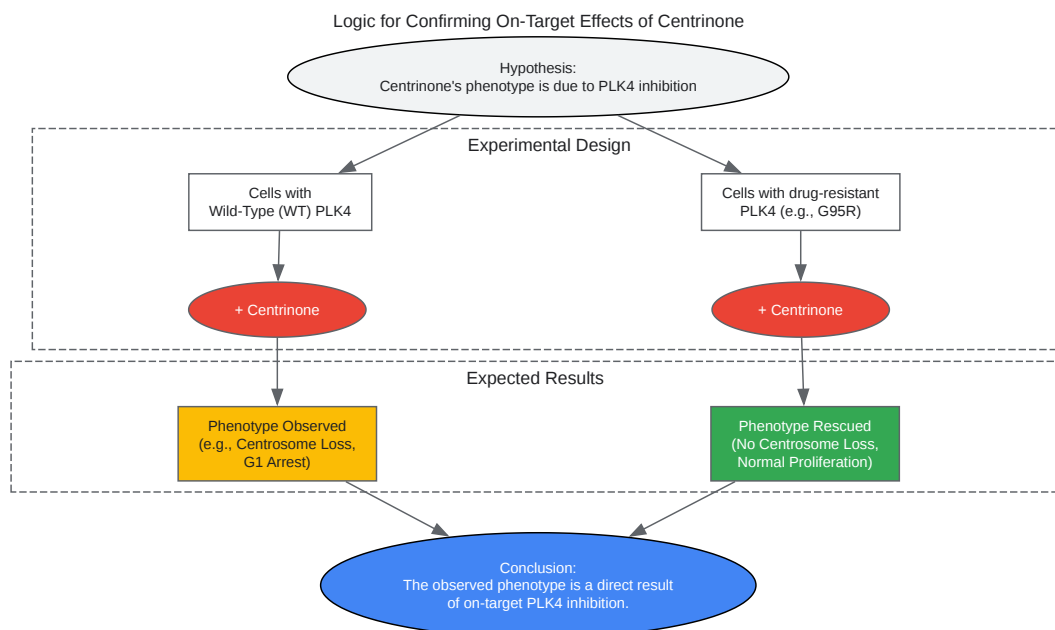 Logic for Confirming On-Target Effects of Centrinone
Hypothesis:
Centrinone's phenotype is due to PLK4 inhibition
Experimental Design
Cells with
Wild-Type (WT) PLK4
Cells with drug-resistant
PLK4 (e.g., G95R)
+ Centrinone
+ Centrinone
Expected Results
Phenotype Observed
(e.g., Centrosome Loss,
G1 Arrest)
Phenotype Rescued
(No Centrosome Loss,
Normal Proliferation)
Conclusion:
The observed phenotype is a direct result
of on-target PLK4 inhibition.